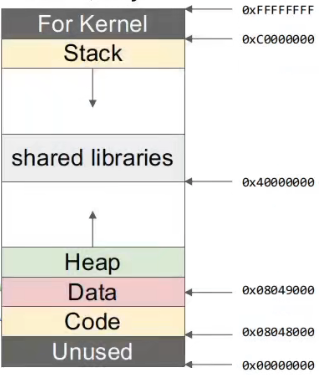 0xFFFFFFFF
For Kernel
0xC0000000
Stack
shared libraries
0x40000000
Heap
Data
0x08049000
Code
0x08048000
Unused
0x00000000